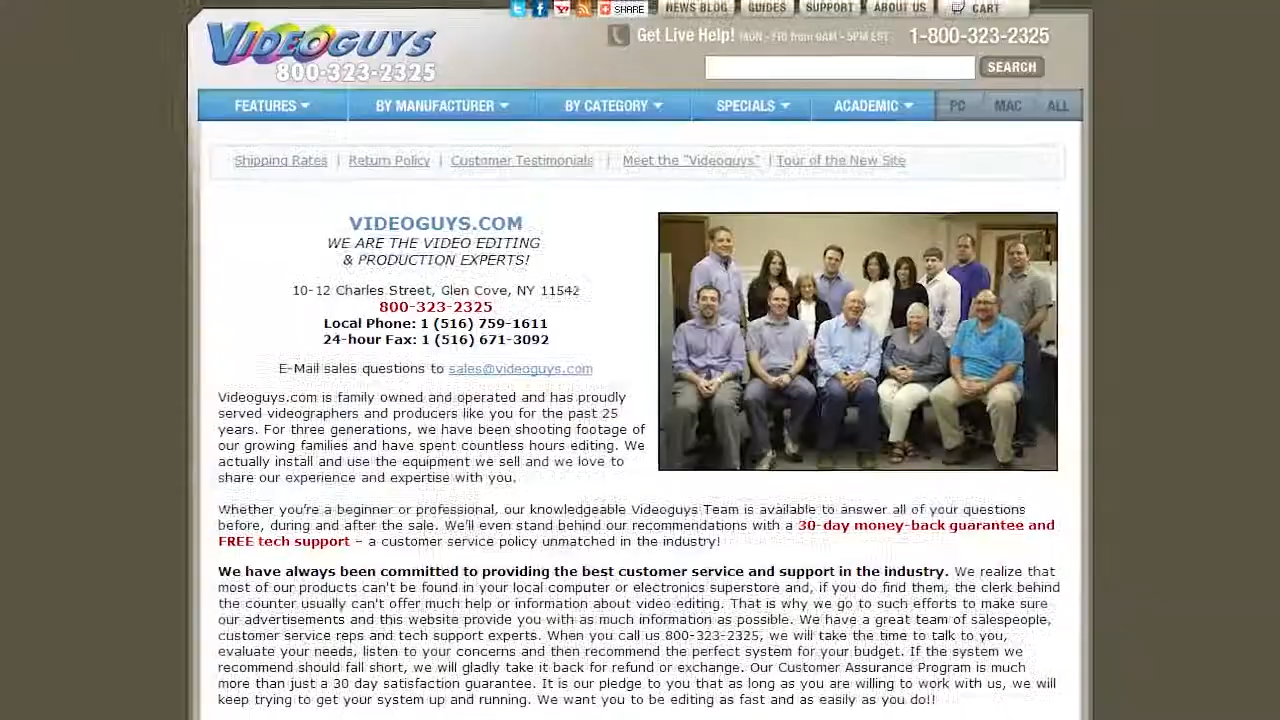 SHARE
NEWS BLOG
GUIDES
SUPPORT
ABOUT US
CART
VIDEOGUYS
800-323-2325
Get Live Help! MON - FRI from 9AM - 5PM EST
1-800-323-2325
SEARCH
FEATURES
BY MANUFACTURER
BY CATEGORY
SPECIALS
ACADEMIC
PC
MAC
ALL
Shipping Rates | Return Policy | Customer Testimonials | Meet the "Videoguys" | Tour of the New Site
VIDEOGUYS.COM
WE ARE THE VIDEO EDITING
& PRODUCTION EXPERTS!
10-12 Charles Street, Glen Cove, NY 11542
800-323-2325
Local Phone: 1 (516) 759-1611
24-hour Fax: 1 (516) 671-3092
E-Mail sales questions to sales@videoguys.com
Videoguys.com is family owned and operated and has proudly
served videographers and producers like you for the past 25
years. For three generations, we have been shooting footage of
our growing families and have spent countless hours editing. We
actually install and use the equipment we sell and we love to
share our experience and expertise with you.
Whether you're a beginner or professional, our knowledgeable Videoguys Team is available to answer all of your questions
before, during and after the sale. We'll even stand behind our recommendations with a 30-day money-back guarantee and
FREE tech support – a customer service policy unmatched in the industry!
We have always been committed to providing the best customer service and support in the industry. We realize that
most of our products can't be found in your local computer or electronics superstore and, if you do find them, the clerk behind
the counter usually can't offer much help or information about video editing. That is why we go to such efforts to make sure
our advertisements and this website provide you with as much information as possible. We have a great team of salespeople,
customer service reps and tech support experts. When you call us 800-323-2325, we will take the time to talk to you,
evaluate your needs, listen to your concerns and then recommend the perfect system for your budget. If the system we
recommend should fall short, we will gladly take it back for refund or exchange. Our Customer Assurance Program is much
more than just a 30 day satisfaction guarantee. It is our pledge to you that as long as you are willing to work with us, we will
keep trying to get your system up and running. We want you to be editing as fast and as easily as you do!!